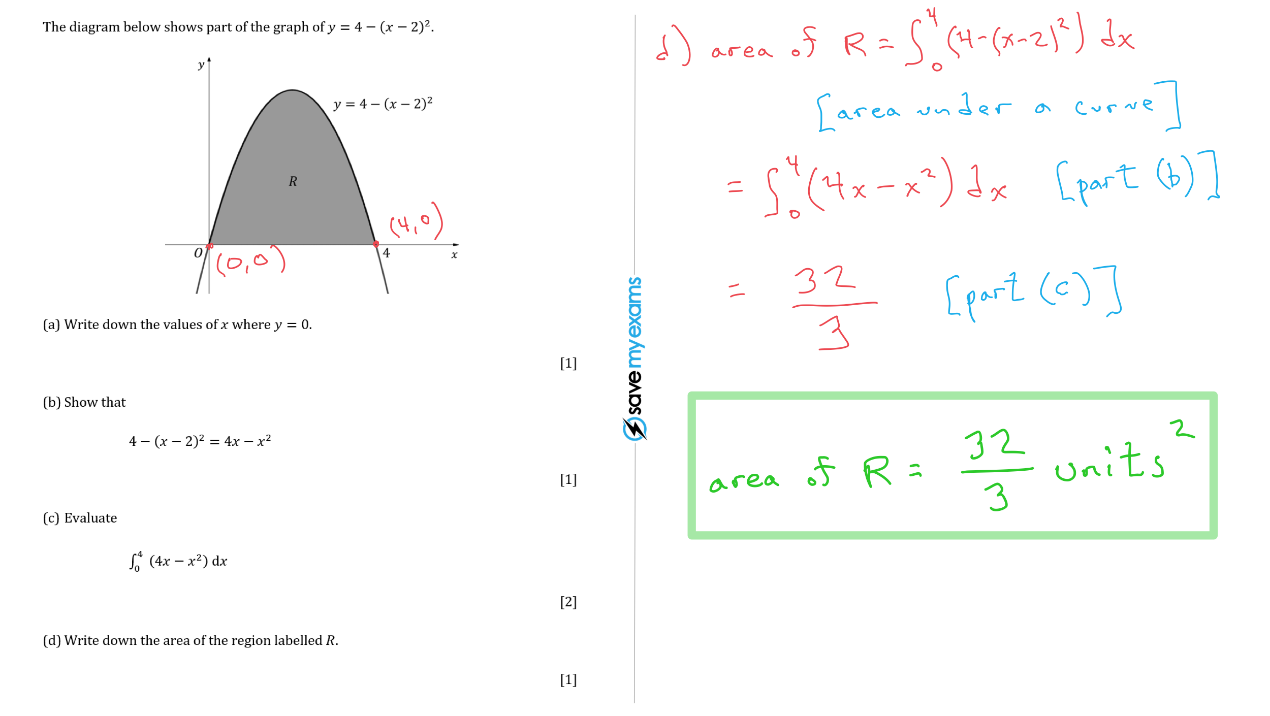 The diagram below shows part of the graph of y = 4 − (x − 2)².
y
y = 4 − (x − 2)²
R
(4,0)
O
(0,0)
4
x
(a) Write down the values of x where y = 0.
[1]
(b) Show that
4 − (x − 2)² = 4x − x²
[1]
(c) Evaluate
∫₀⁴ (4x − x²) dx
[2]
(d) Write down the area of the region labelled R.
[1]
savemyexams
d) area of R = ∫₀⁴ (4-(x-2)²) dx
[area under a curve]
= ∫₀⁴ (4x − x²) dx [part (b)]
= 32/3 [part (c)]
area of R = 32/3 units²